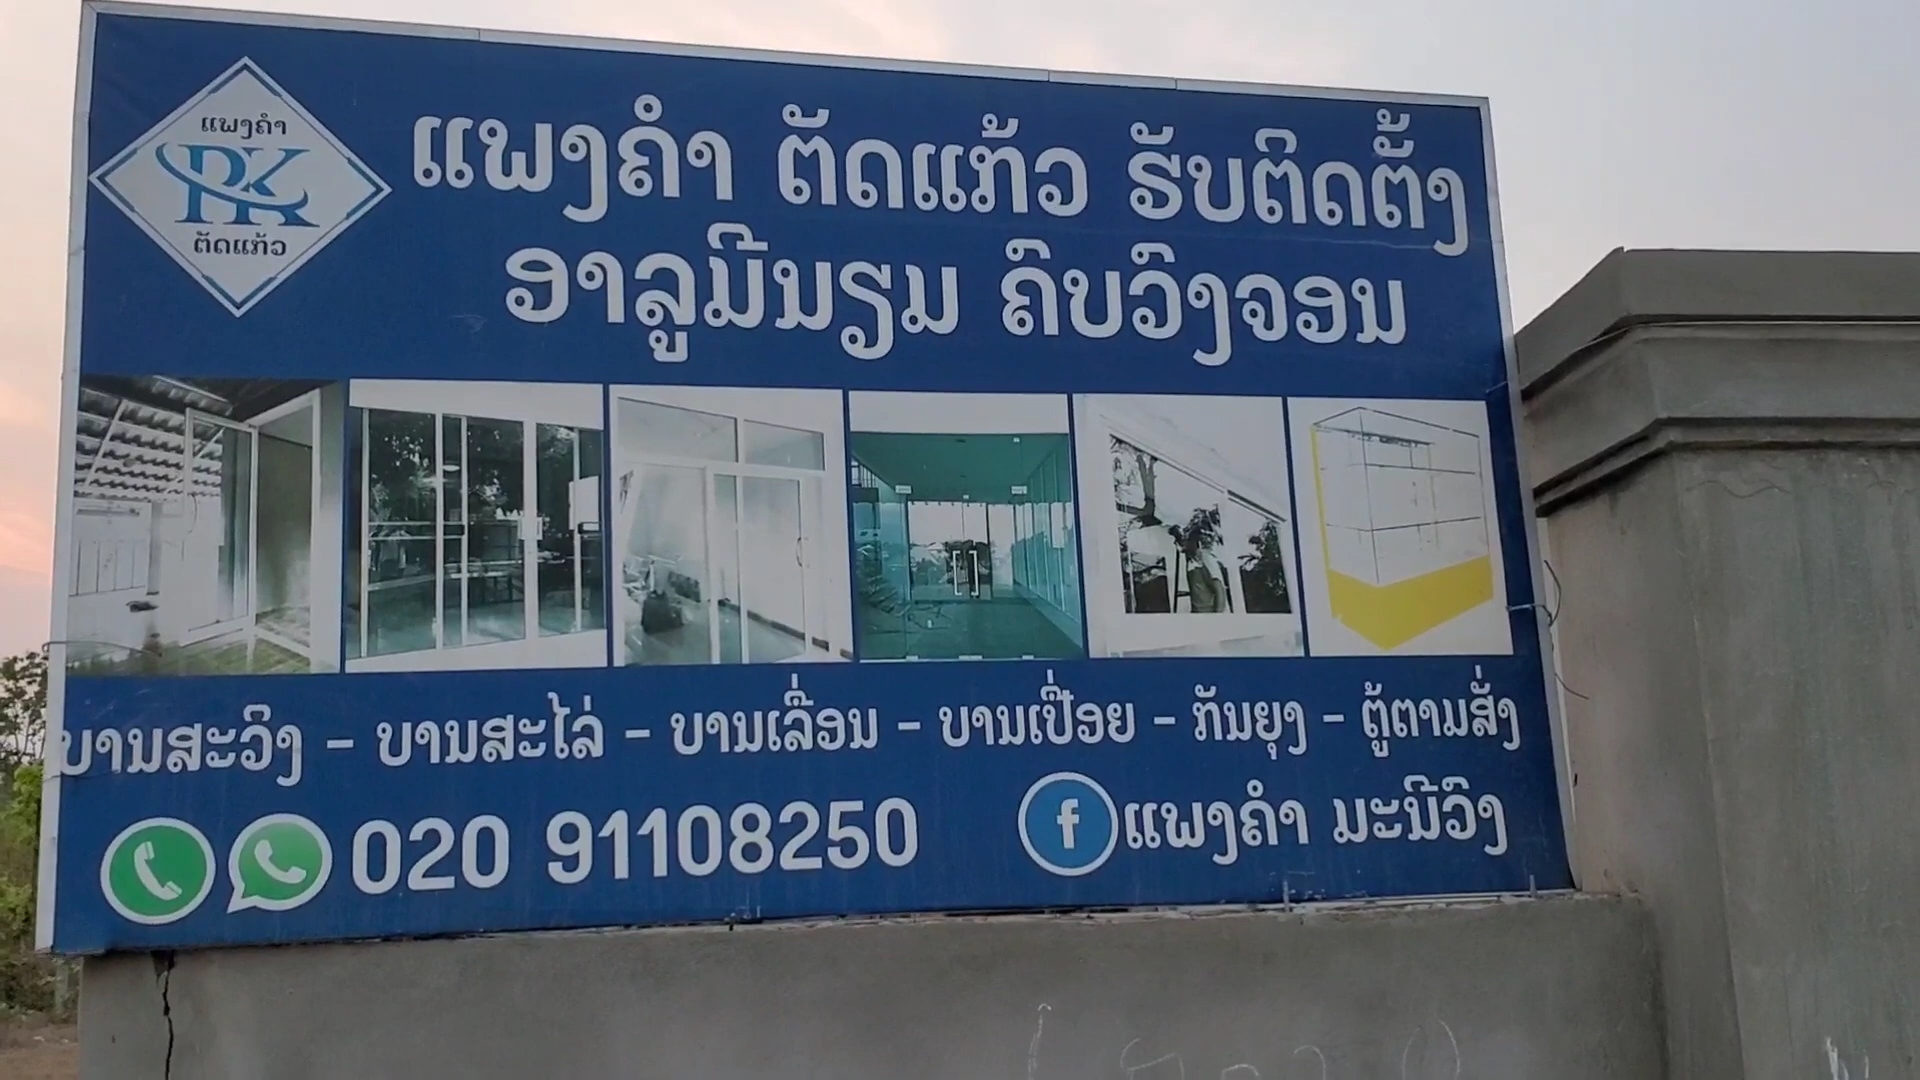 ແພງຄຳ
PK
ຕັດແກ້ວ
ແພງຄຳ ຕັດແກ້ວ ຮັບຕິດຕັ້ງ
ອາລູມີນຽມ ຄົບວົງຈອນ
ບານສະວິງ - ບານສະໄລ່ - ບານເລື່ອນ - ບານເປືອຍ - ກັນຍຸງ - ຕູ້ຕາມສັ່ງ
020 91108250
ແພງຄຳ ມະນີວົງ